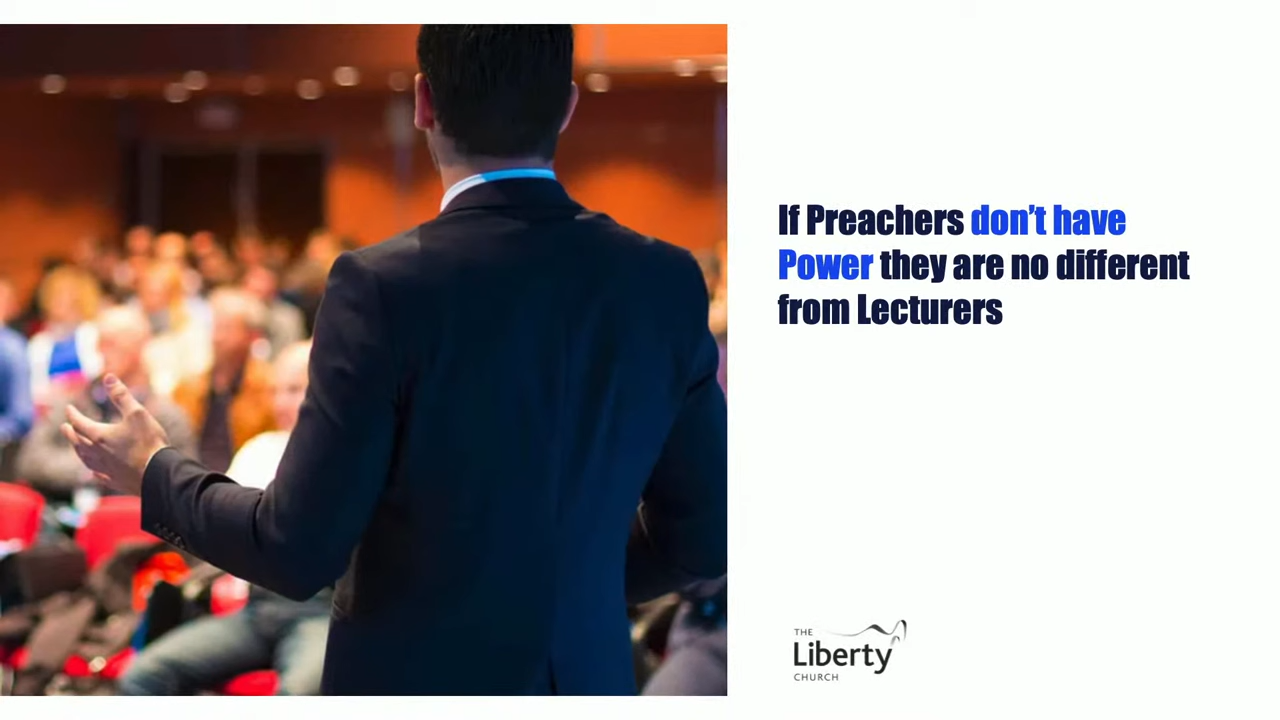 If Preachers don’t have
Power they are no different
from Lecturers
THE
Liberty
CHURCH